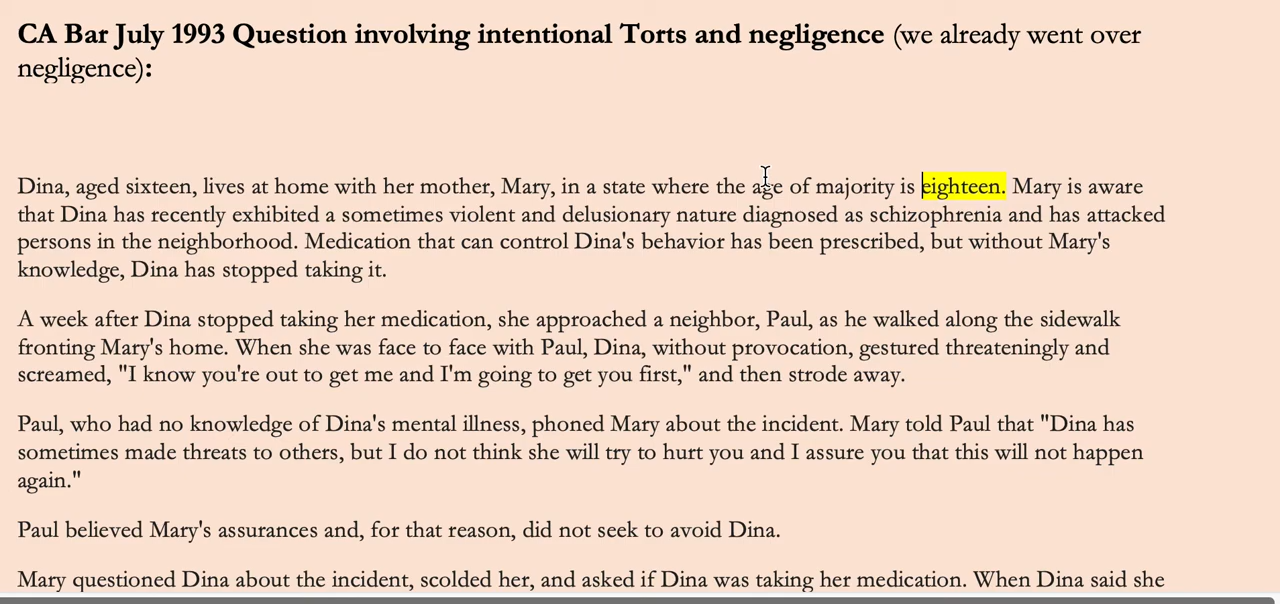 CA Bar July 1993 Question involving intentional Torts and negligence (we already went over
negligence):
Dina, aged sixteen, lives at home with her mother, Mary, in a state where the age of majority is eighteen. Mary is aware
that Dina has recently exhibited a sometimes violent and delusionary nature diagnosed as schizophrenia and has attacked
persons in the neighborhood. Medication that can control Dina's behavior has been prescribed, but without Mary's
knowledge, Dina has stopped taking it.
A week after Dina stopped taking her medication, she approached a neighbor, Paul, as he walked along the sidewalk
fronting Mary's home. When she was face to face with Paul, Dina, without provocation, gestured threateningly and
screamed, "I know you're out to get me and I'm going to get you first," and then strode away.
Paul, who had no knowledge of Dina's mental illness, phoned Mary about the incident. Mary told Paul that "Dina has
sometimes made threats to others, but I do not think she will try to hurt you and I assure you that this will not happen
again."
Paul believed Mary's assurances and, for that reason, did not seek to avoid Dina.
Mary questioned Dina about the incident, scolded her, and asked if Dina was taking her medication. When Dina said she